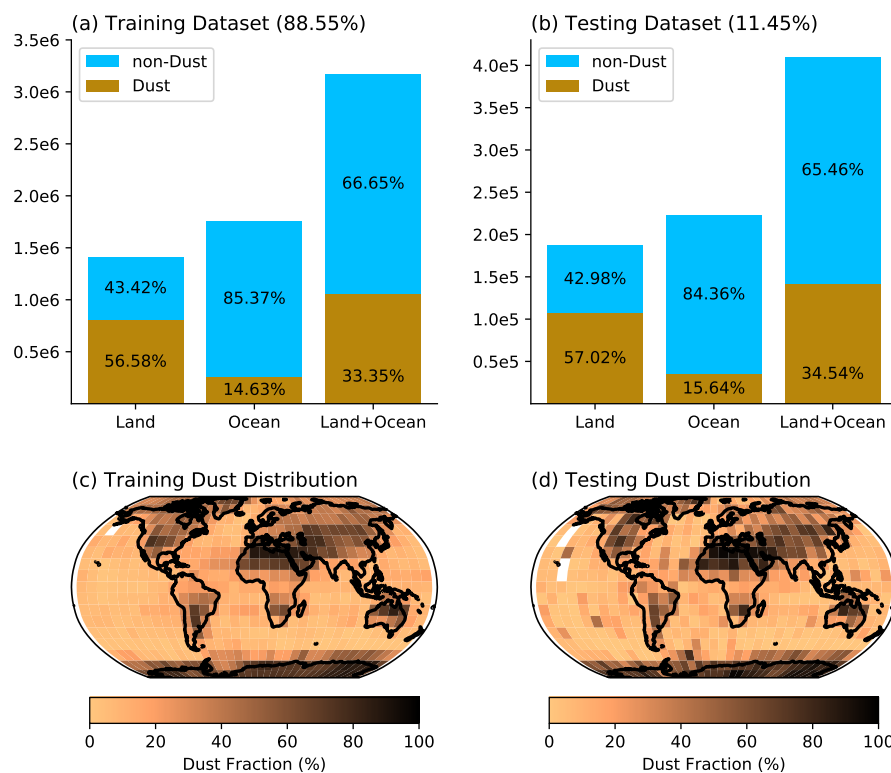 (a) Training Dataset (88.55%)
3.5e6
3.0e6
2.5e6
2.0e6
1.5e6
1.0e6
0.5e6
non-Dust
Dust
43.42%
56.58%
85.37%
14.63%
66.65%
33.35%
Land
Ocean
Land+Ocean
(b) Testing Dataset (11.45%)
4.0e5
3.5e5
3.0e5
2.5e5
2.0e5
1.5e5
1.0e5
0.5e5
non-Dust
Dust
42.98%
57.02%
84.36%
15.64%
65.46%
34.54%
Land
Ocean
Land+Ocean
(c) Training Dust Distribution
0
20
40
60
80
100
Dust Fraction (%)
(d) Testing Dust Distribution
0
20
40
60
80
100
Dust Fraction (%)